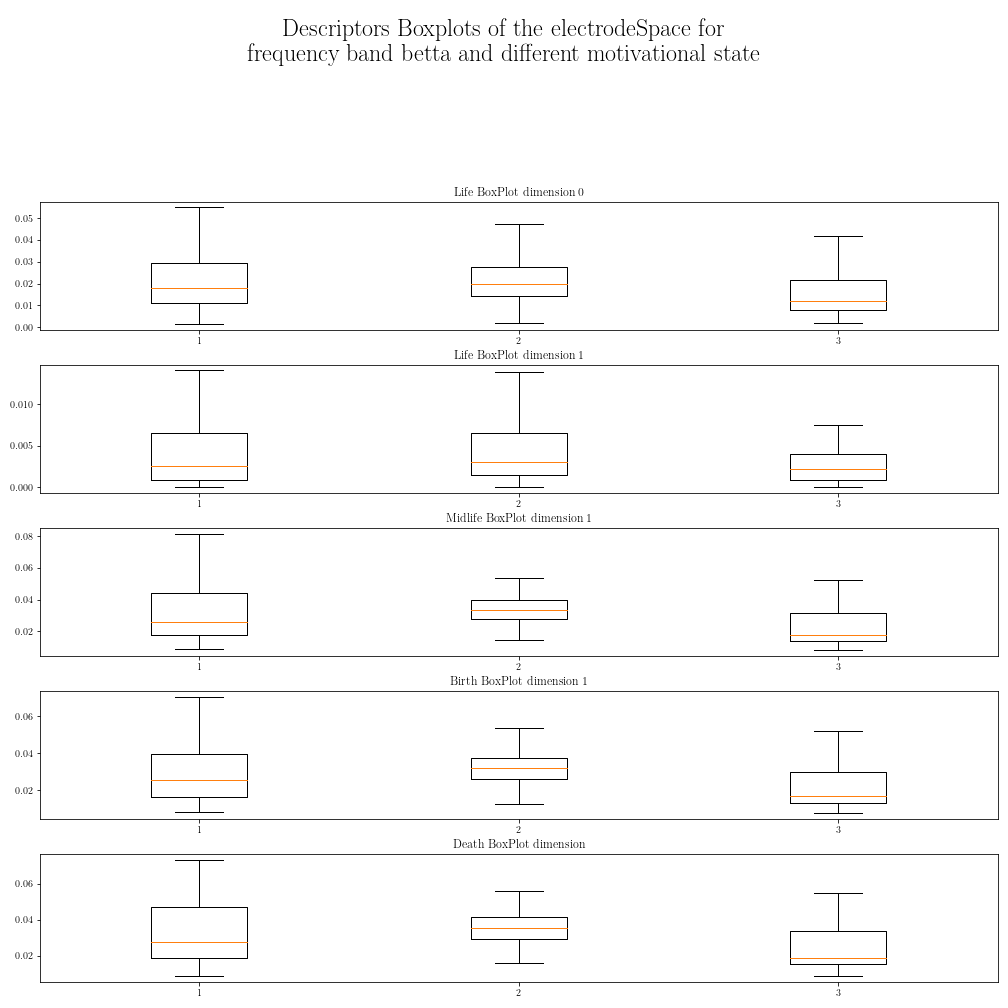 Descriptors Boxplots of the electrodeSpace for
frequency band betta and different motivational state
Life BoxPlot dimension 0
0.05
0.04
0.03
0.02
0.01
0.00
1 2 3
Life BoxPlot dimension 1
0.010
0.005
0.000
1 2 3
Midlife BoxPlot dimension 1
0.08
0.06
0.04
0.02
1 2 3
Birth BoxPlot dimension 1
0.06
0.04
0.02
1 2 3
Death BoxPlot dimension
0.06
0.04
0.02
1 2 3